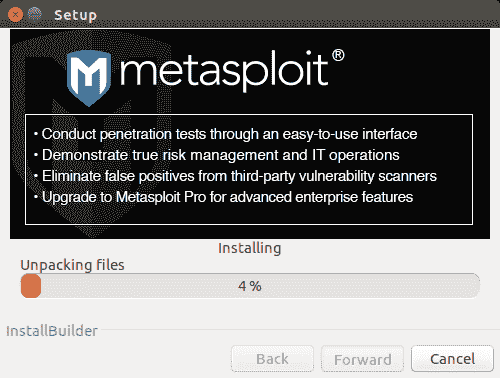 Setup
metasploit®
• Conduct penetration tests through an easy-to-use interface
• Demonstrate true risk management and IT operations
• Eliminate false positives from third-party vulnerability scanners
• Upgrade to Metasploit Pro for advanced enterprise features
Installing
Unpacking files
4 %
InstallBuilder
Back Forward Cancel